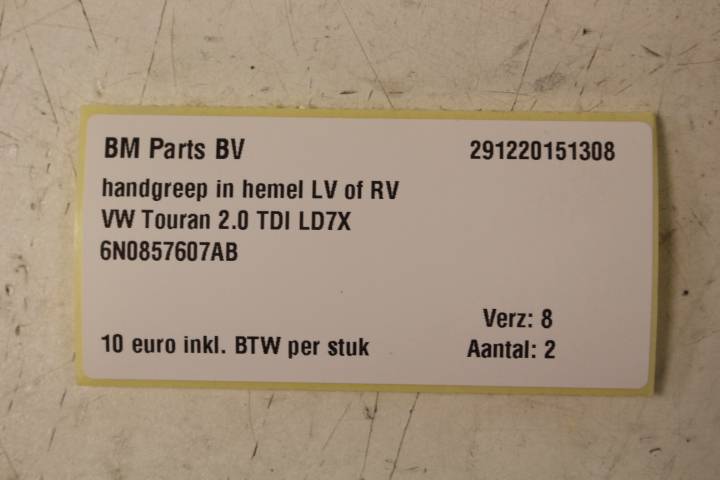 BM Parts BV 291220151308
handgreep in hemel LV of RV
VW Touran 2.0 TDI LD7X
6N0857607AB
Verz: 8
10 euro inkl. BTW per stuk Aantal: 2